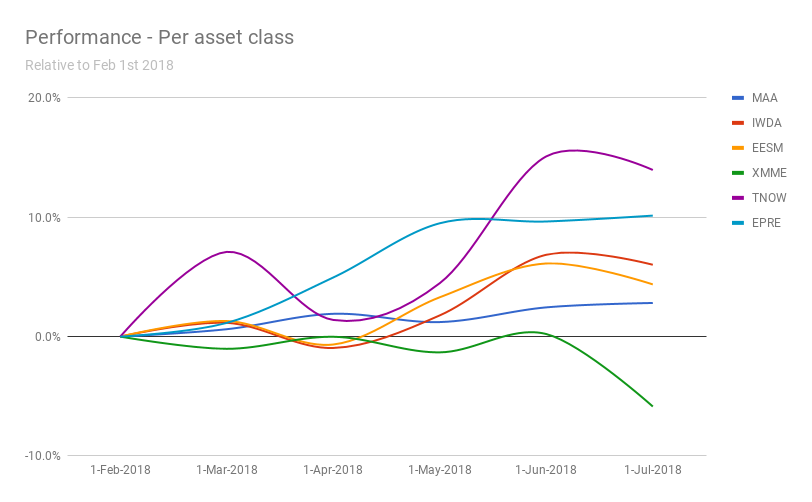 Performance - Per asset class
Relative to Feb 1st 2018
20.0%
10.0%
0.0%
-10.0%
1-Feb-2018
1-Mar-2018
1-Apr-2018
1-May-2018
1-Jun-2018
1-Jul-2018
MAA
IWDA
EESM
XMME
TNOW
EPRE